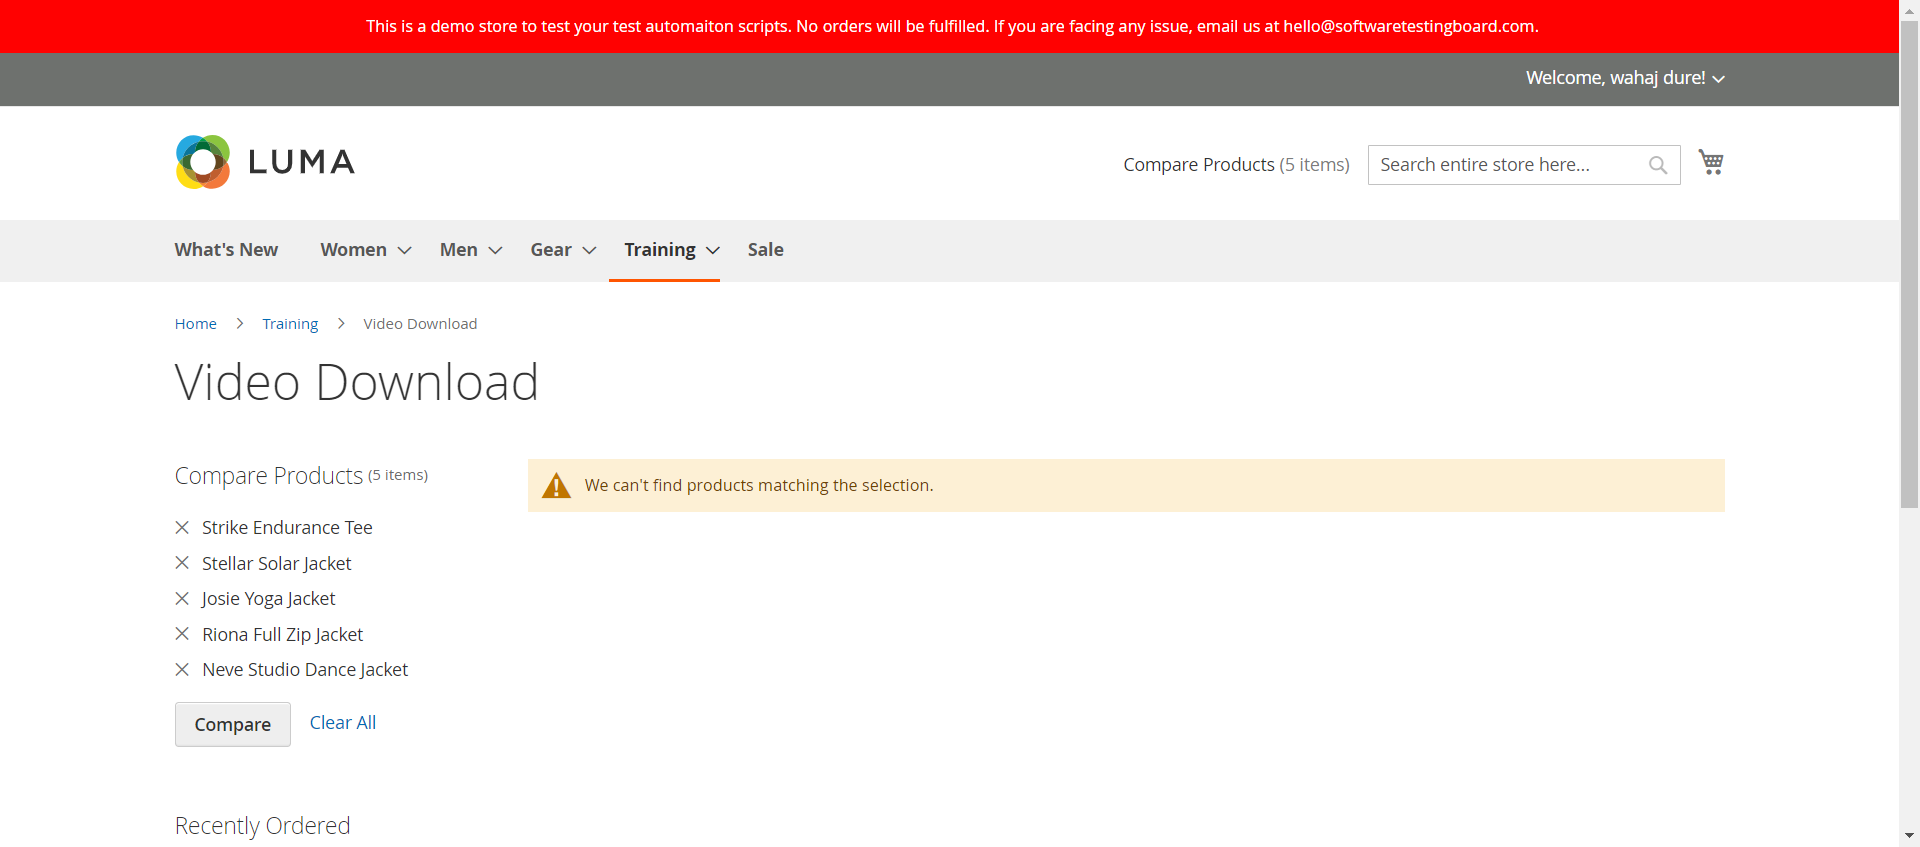 This is a demo store to test your test automaiton scripts. No orders will be fulfilled. If you are facing any issue, email us at hello@softwaretestingboard.com.
Welcome, wahaj dure!
LUMA
Compare Products (5 items)
Search entire store here...
What's New Women Men Gear Training Sale
Home Training Video Download
Video Download
Compare Products (5 items)
We can't find products matching the selection.
Strike Endurance Tee
Stellar Solar Jacket
Josie Yoga Jacket
Riona Full Zip Jacket
Neve Studio Dance Jacket
Compare Clear All
Recently Ordered